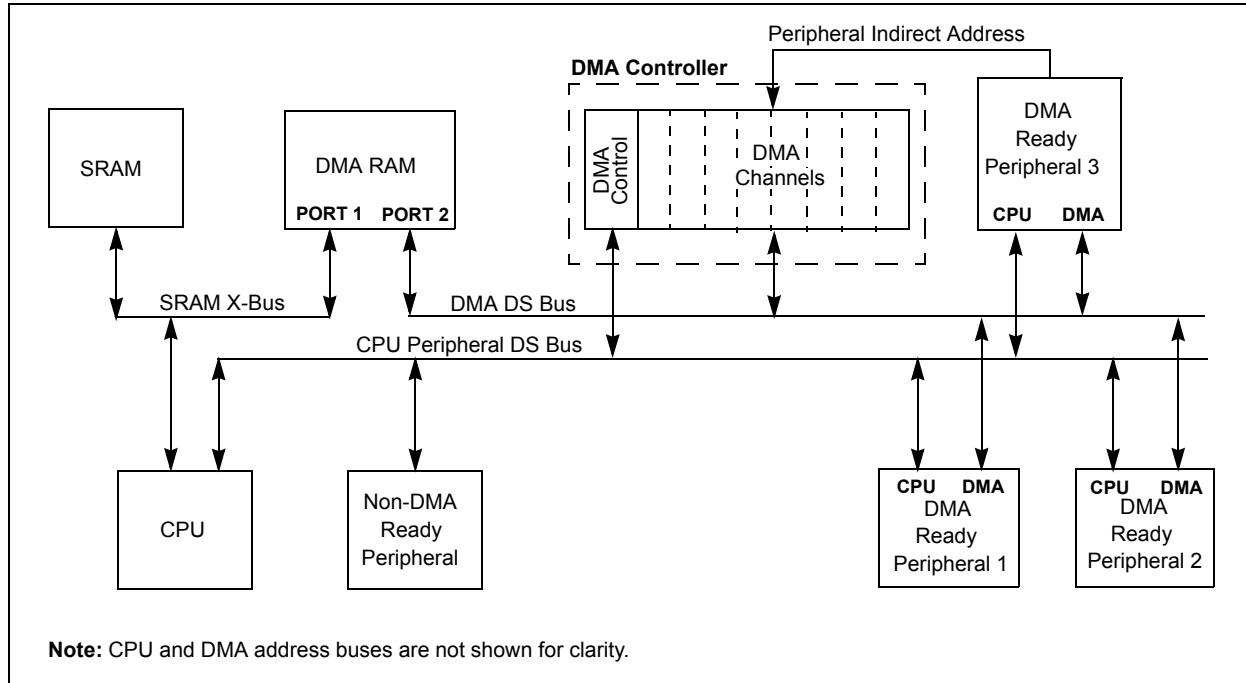 Peripheral Indirect Address
DMA Controller
SRAM
DMA RAM
PORT 1 PORT 2
DMA
Control
DMA
Channels
DMA
Ready
Peripheral 3
CPU DMA
SRAM X-Bus
DMA DS Bus
CPU Peripheral DS Bus
CPU
Non-DMA
Ready
Peripheral
CPU DMA
DMA
Ready
Peripheral 1
CPU DMA
DMA
Ready
Peripheral 2
Note: CPU and DMA address buses are not shown for clarity.